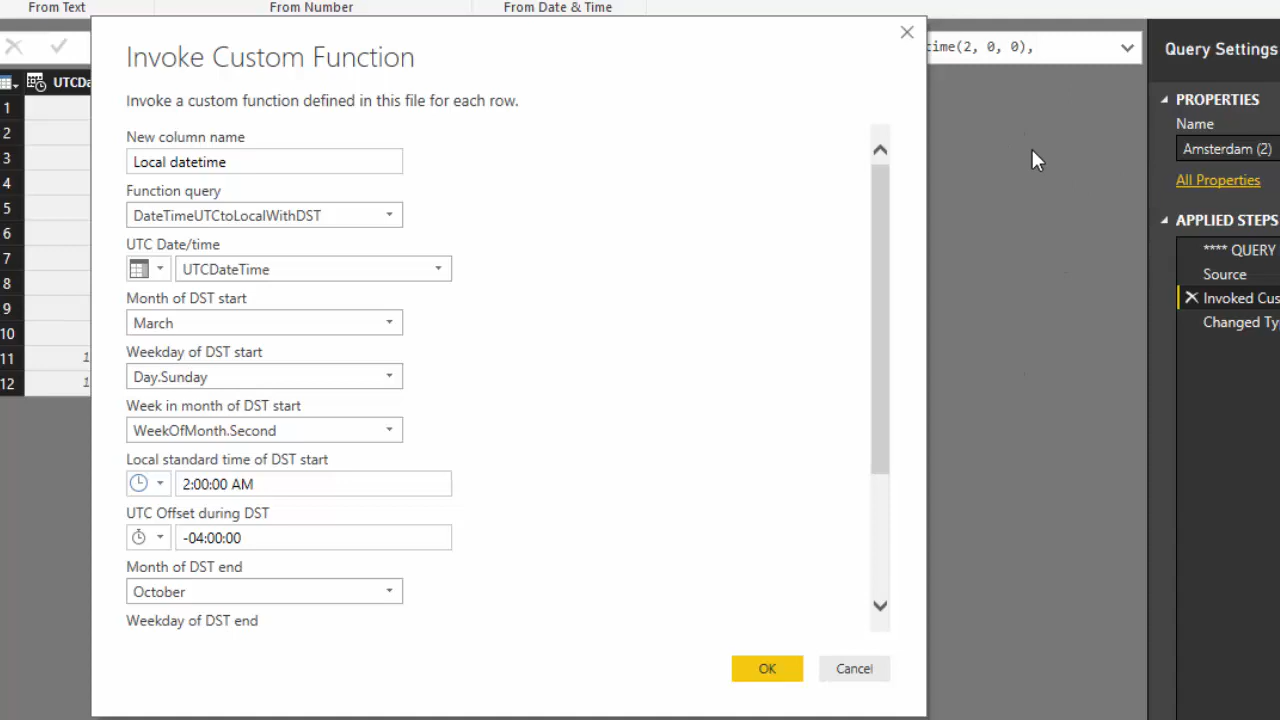 From Text
From Number
From Date & Time
Invoke Custom Function
Invoke a custom function defined in this file for each row.
New column name
Local datetime
Function query
DateTimeUTCtoLocalWithDST
UTC Date/time
UTCDateTime
Month of DST start
March
Weekday of DST start
Day.Sunday
Week in month of DST start
WeekOfMonth.Second
Local standard time of DST start
2:00:00 AM
UTC Offset during DST
-04:00:00
Month of DST end
October
Weekday of DST end
OK
Cancel
UTCDa
1
2
3
4
5
6
7
8
9
10
11 1
12 1
time(2, 0, 0),
Query Settings
PROPERTIES
Name
Amsterdam (2)
All Properties
APPLIED STEPS
**** QUERY
Source
Invoked Cus
Changed Ty